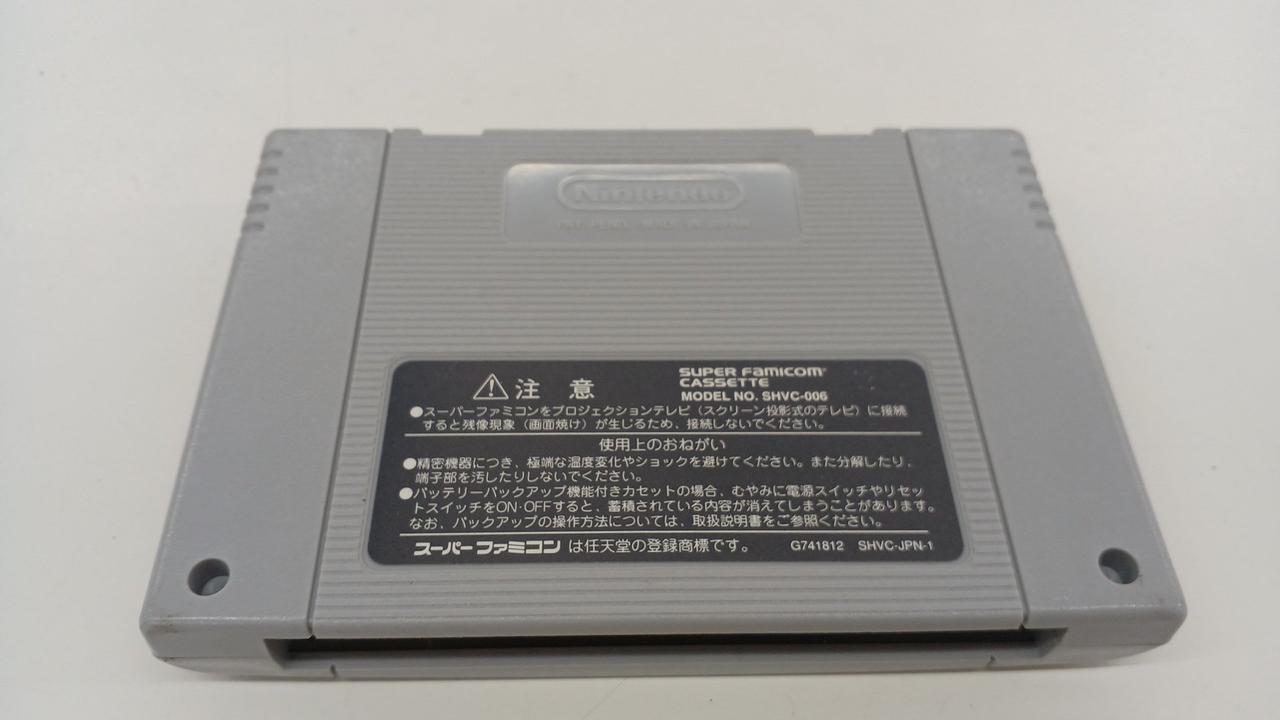 Nintendo
PAT. PEND. MADE IN JAPAN
⚠注 意
SUPER FAMICOM
CASSETTE
MODEL NO. SHVC-006
●スーパーファミコンをプロジェクションテレビ（スクリーン投影式のテレビ）に接続
すると残像現象（画面焼け）が生じるため、接続しないでください。
使用上のおねがい
●精密機器につき、極端な温度変化やショックを避けてください。また分解したり、
端子部を汚したりしないでください。
●バッテリーバックアップ機能付きカセットの場合、むやみに電源スイッチやリセッ
トスイッチをON·OFFすると、蓄積されている内容が消えてしまうことがあります。
なお、バックアップの操作方法については、取扱説明書をご参照ください。
スーパーファミコン は任天堂の登録商標です。
G741812 SHVC-JPN-1